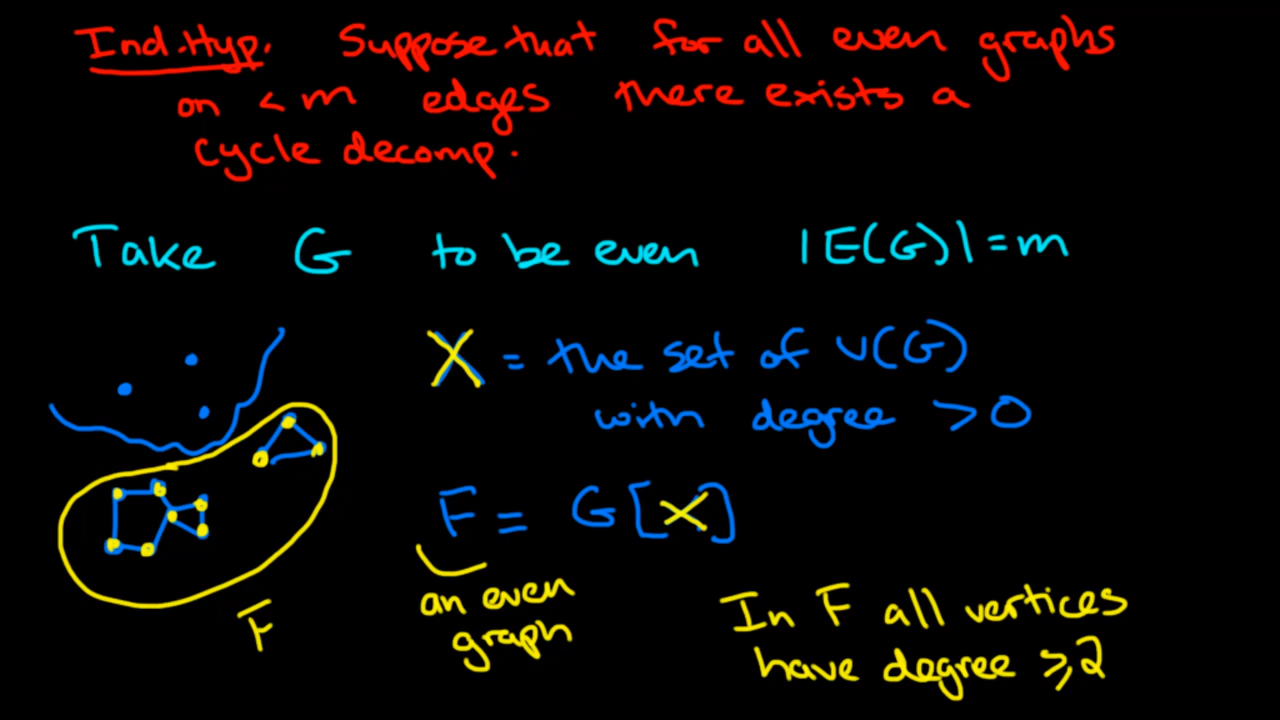 Ind. Hyp. Suppose that for all even graphs
on < m edges there exists a
cycle decomp.
Take G to be even |E(G)| = m
X = the set of V(G)
with degree > 0
F = G[X]
an even
graph
F
In F all vertices
have degree ⩾2